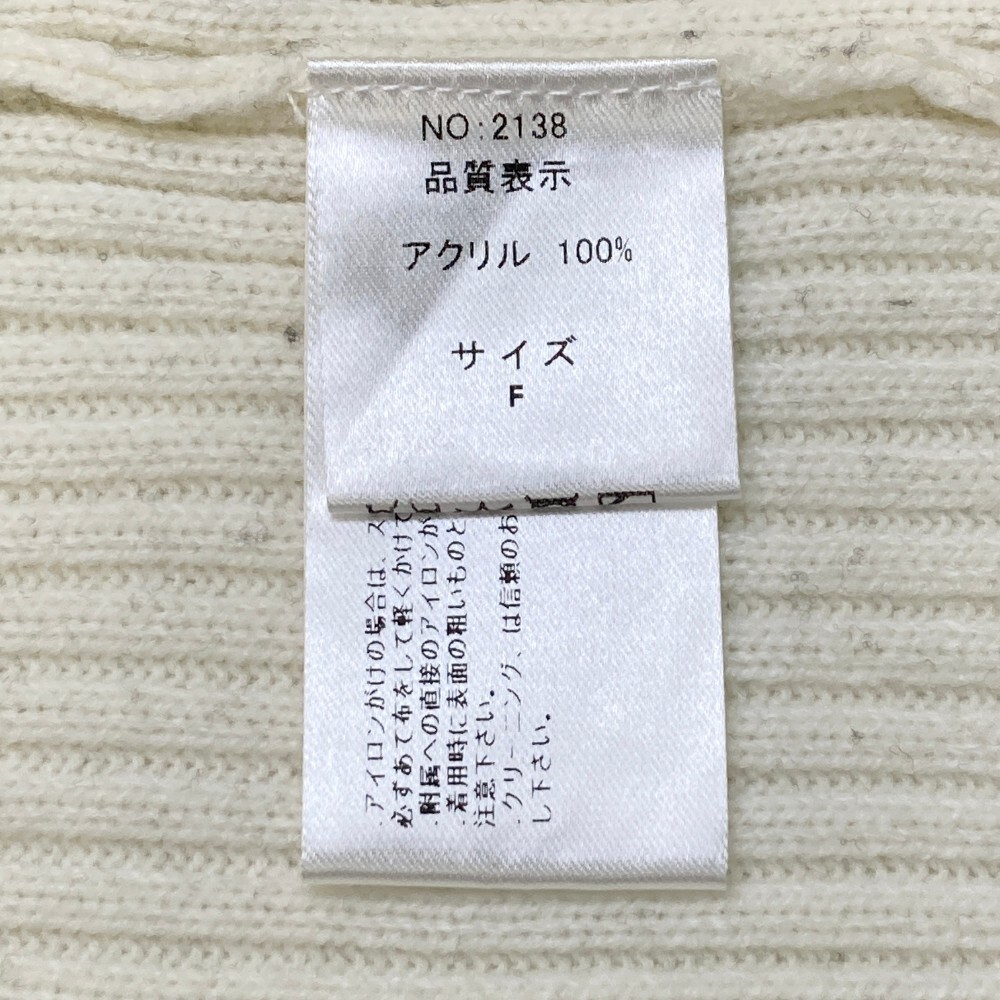 NO:2138
品質表示
アクリル 100%
サイズ
F
・アイロンがけの場合は、ス
必ずあて布をして軽くかけて
・附属への直接のアイロンが
・着用時に表面の粗いものと
注意下さい。
・クリーニング、は信頼のお
し下さい。